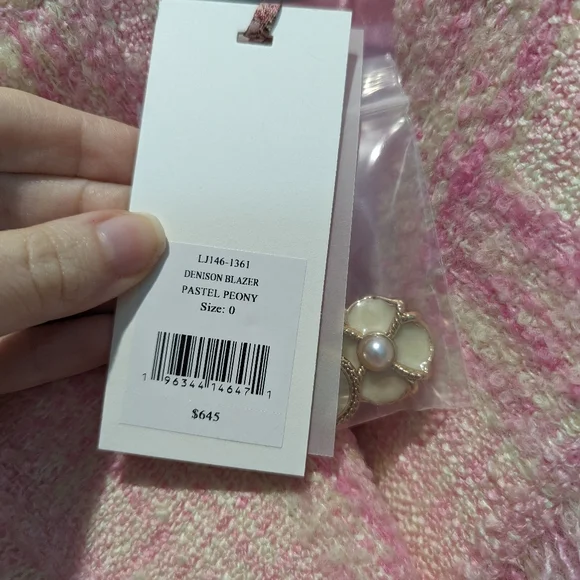 LJ146-1361
DENISON BLAZER
PASTEL PEONY
Size: 0
1 96344 14647 1
$645